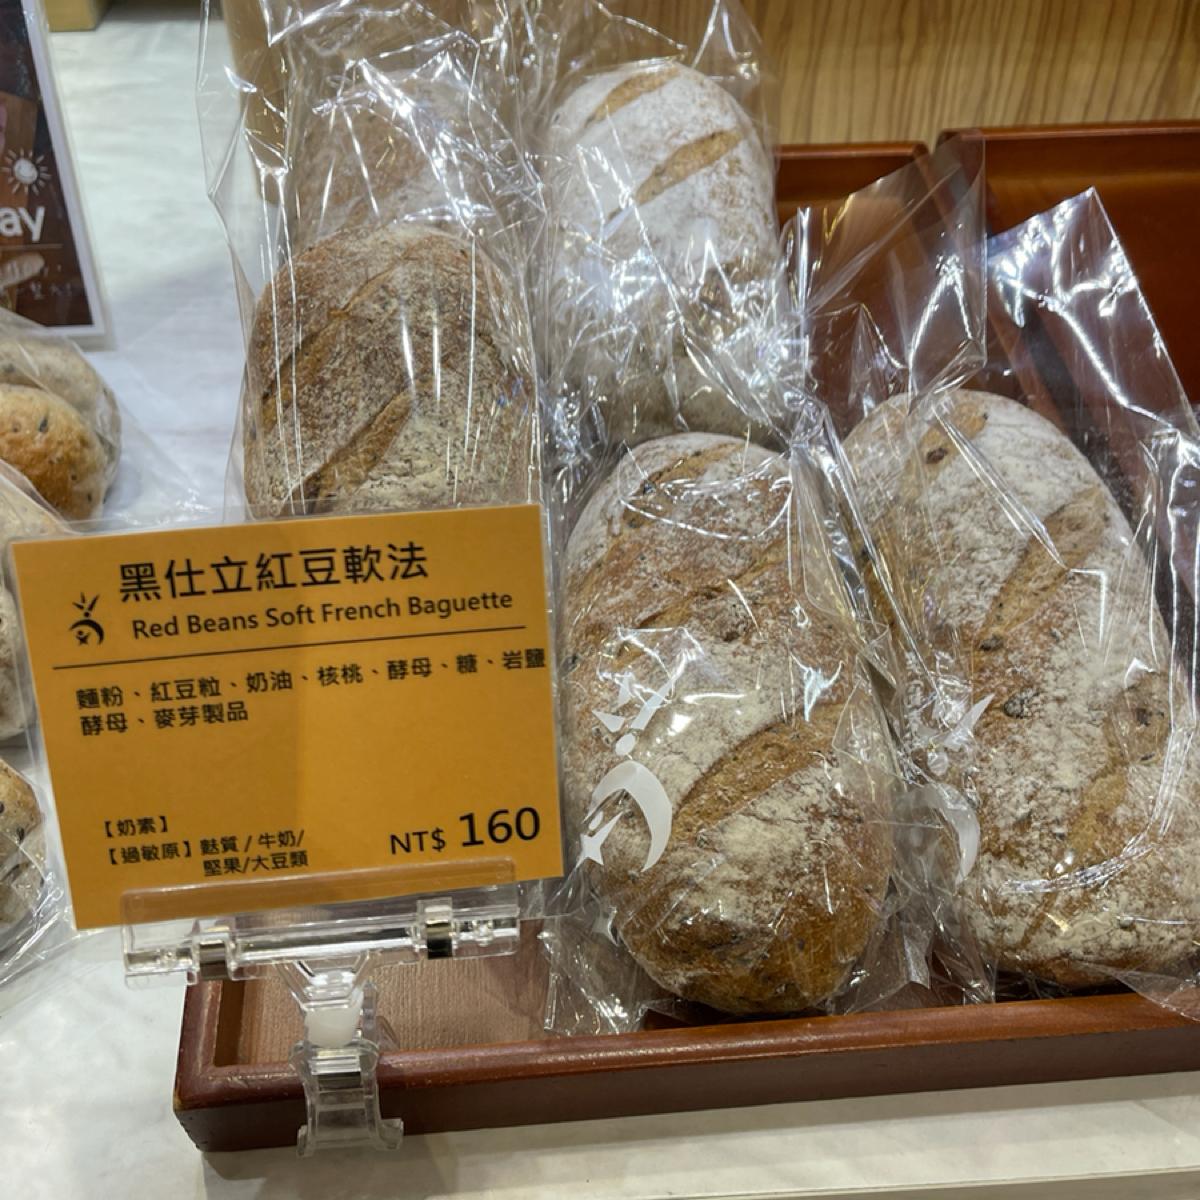 ay
黑仕立紅豆軟法
Red Beans Soft French Baguette
麵粉、紅豆粒、奶油、核桃、酵母、糖、岩鹽
酵母、麥芽製品
【奶素】
【過敏原】麩質/牛奶/
堅果/大豆類
NT$ 160